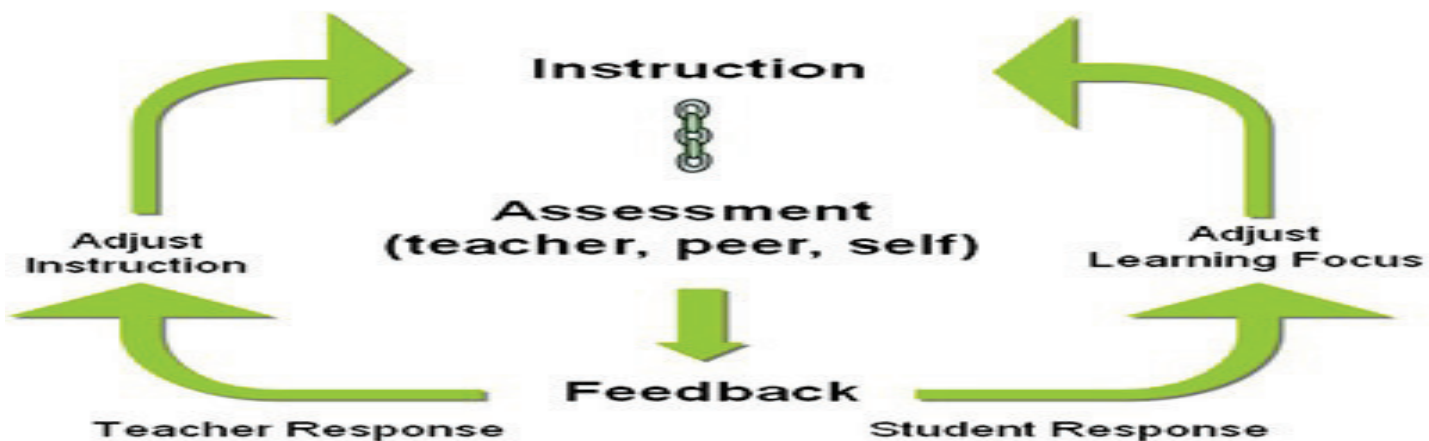 Instruction
Assessment
(teacher, peer, self)
Adjust
Instruction
Adjust
Learning Focus
Feedback
Teacher Response
Student Response